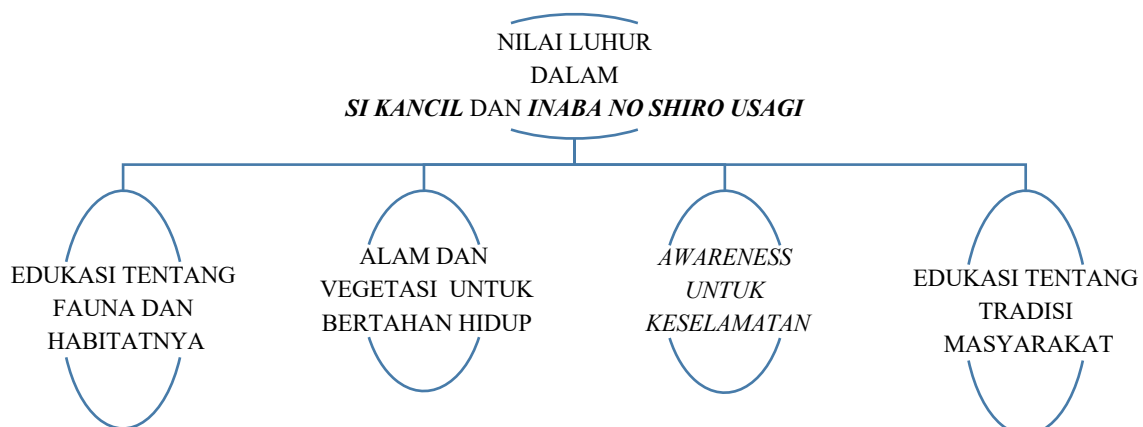 NILAI LUHUR
DALAM
SI KANCIL DAN INABA NO SHIRO USAGI
EDUKASI TENTANG
FAUNA DAN
HABITATNYA
ALAM DAN
VEGETASI UNTUK
BERTAHAN HIDUP
AWARENESS
UNTUK
KESELAMATAN
EDUKASI TENTANG
TRADISI
MASYARAKAT